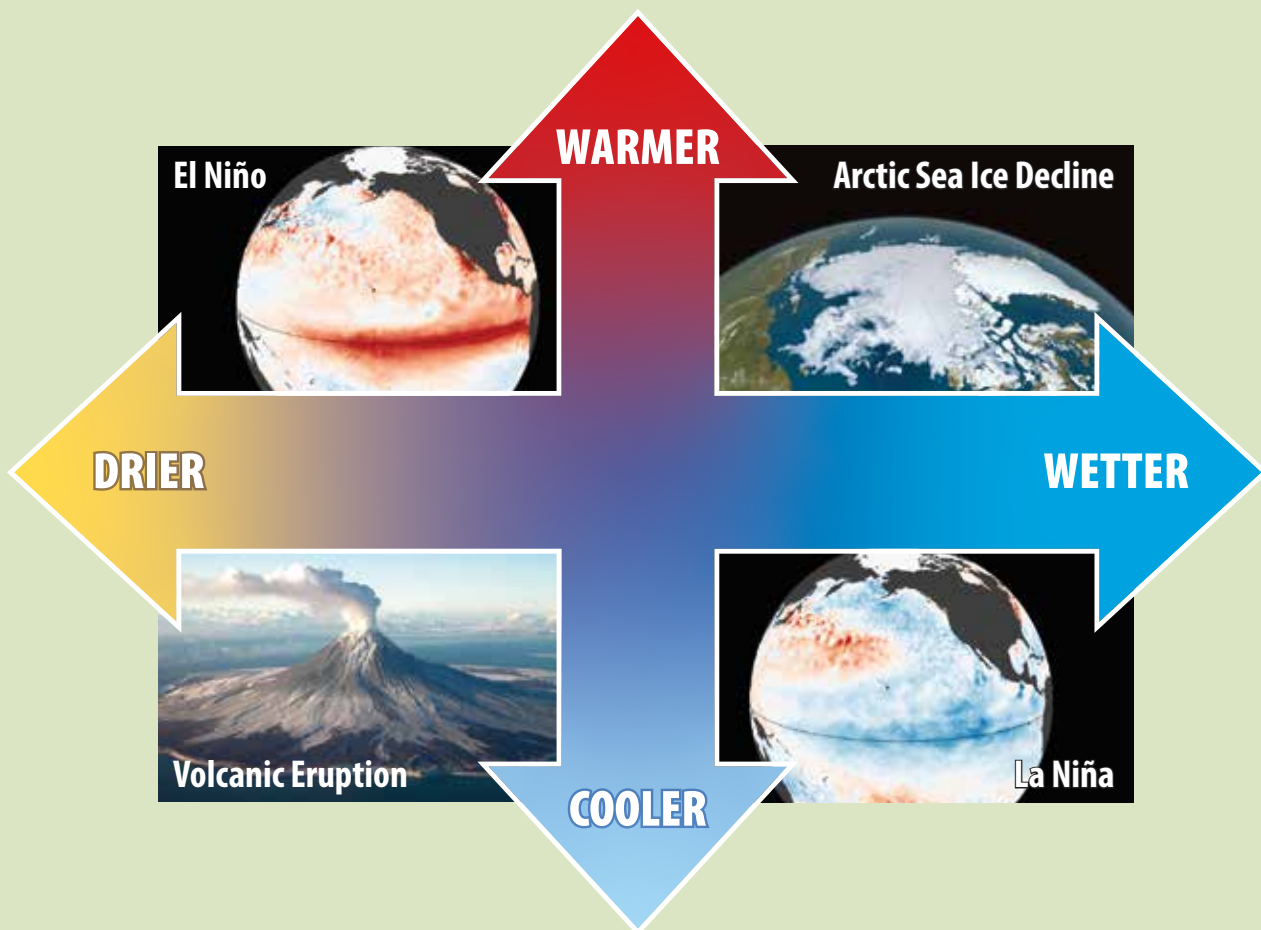 WARMER
El Niño
Arctic Sea Ice Decline
DRIER
WETTER
Volcanic Eruption
La Niña
COOLER